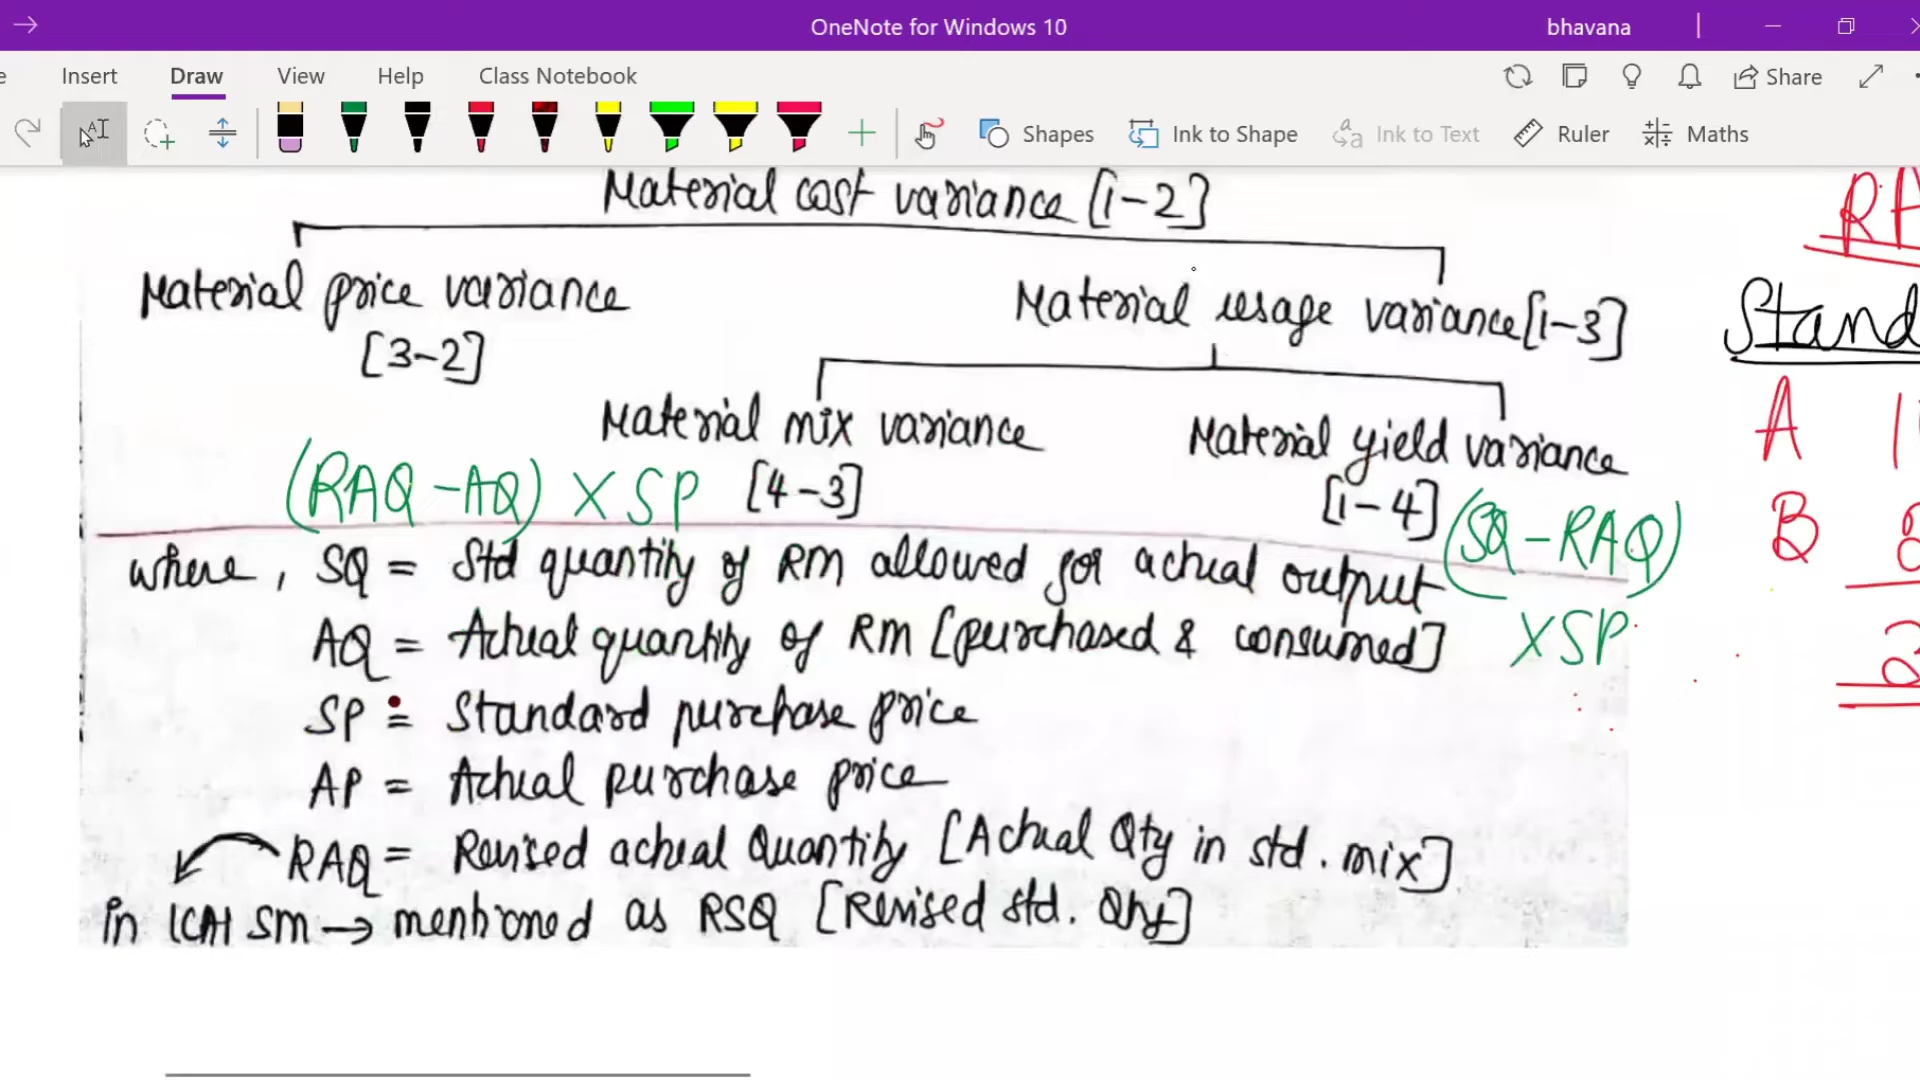 OneNote for Windows 10
bhavana
Insert Draw View Help Class Notebook
Share
Shapes Ink to Shape Ink to Text Ruler Maths
Material cost variance [1-2]
Material price variance
[3-2]
Material usage variance [1-3]
Material mix variance
(RAQ - AQ) X SP [4-3]
Material yield variance
[1-4] (SQ - RAQ)
X SP
where, SQ = Std quantity of RM allowed for actual output
AQ = Actual quantity of RM [purchased & consumed]
SP = Standard purchase price
AP = Actual purchase price
RAQ = Revised actual Quantity [Actual Qty in std. mix]
in ICAI SM → mentioned as RSQ [Revised std. Qty]
Stand
A
B